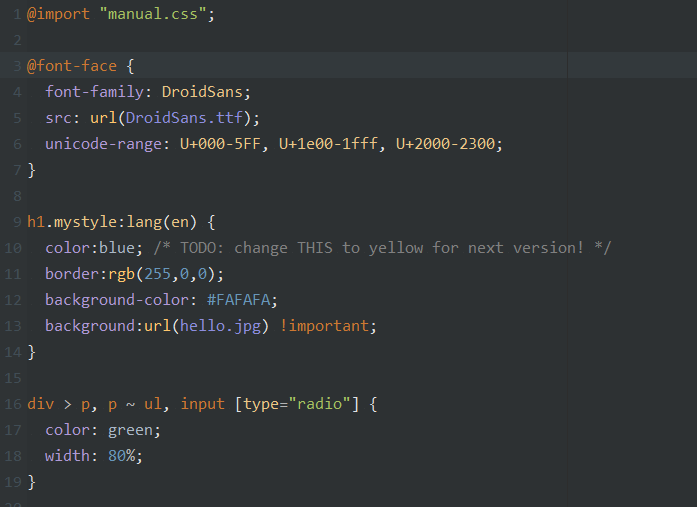 1 @import "manual.css";
2
3 @font-face {
4 font-family: DroidSans;
5 src: url(DroidSans.ttf);
6 unicode-range: U+000-5FF, U+1e00-1fff, U+2000-2300;
7 }
8
9 h1.mystyle:lang(en) {
10 color:blue; /* TODO: change THIS to yellow for next version! */
11 border:rgb(255,0,0);
12 background-color: #FAFAFA;
13 background:url(hello.jpg) !important;
14 }
15
16 div > p, p ~ ul, input [type="radio"] {
17 color: green;
18 width: 80%;
19 }
20